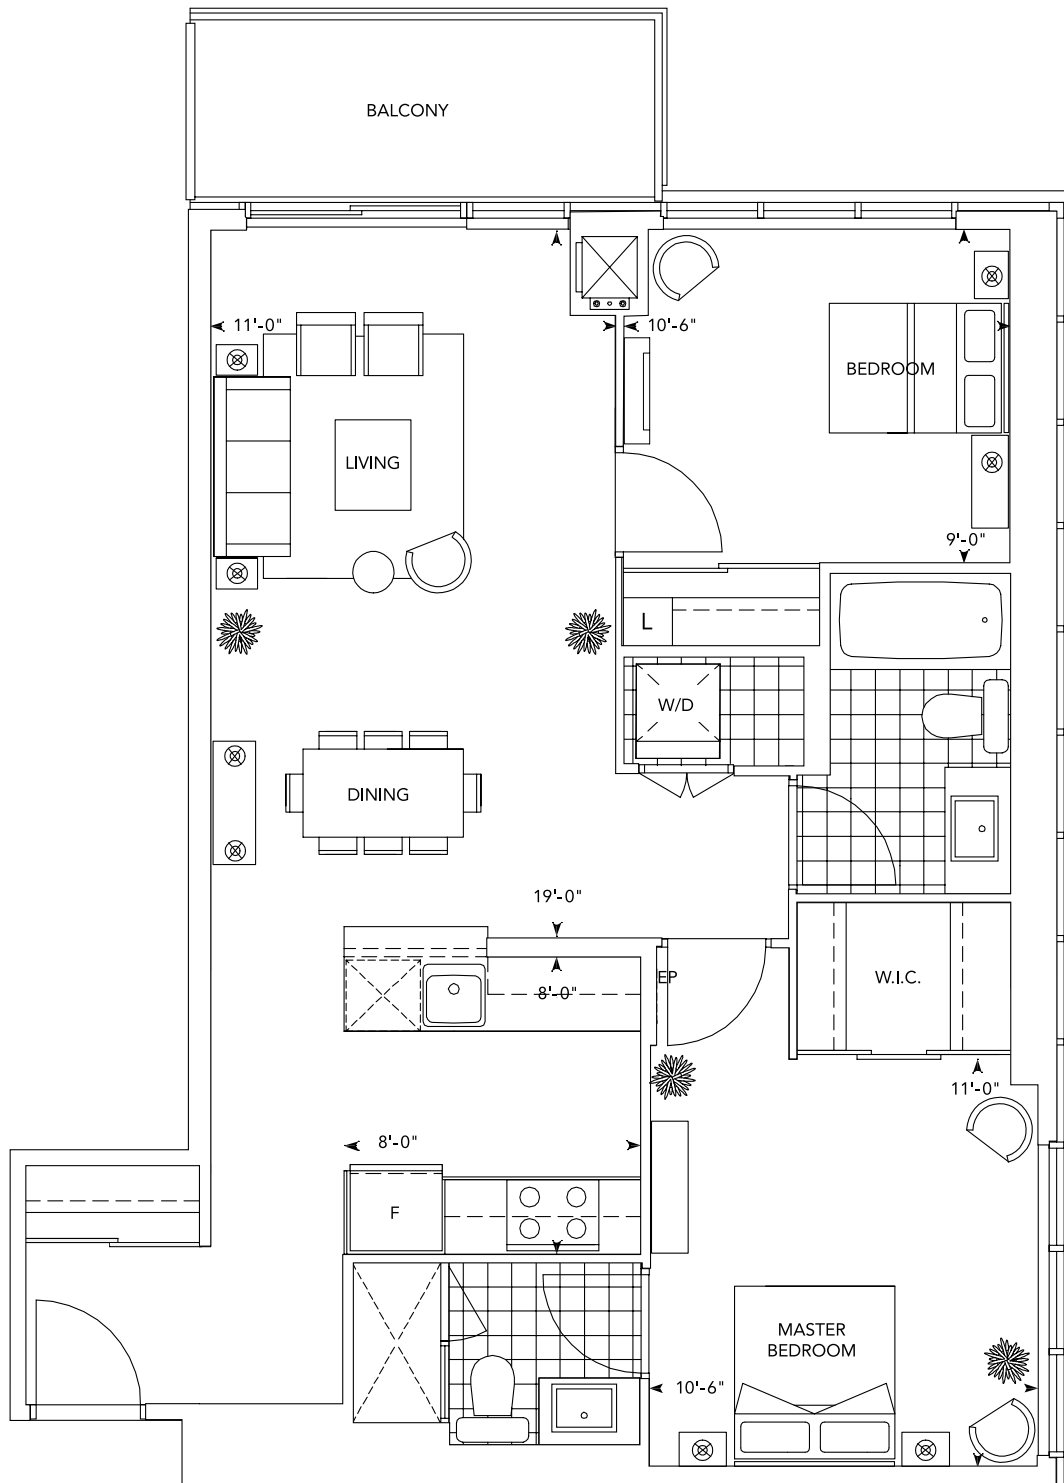 BALCONY
11'-0"
10'-6"
BEDROOM
LIVING
9'-0"
L
W/D
DINING
19'-0"
EP
8'-0"
W.I.C.
11'-0"
8'-0"
F
MASTER
BEDROOM
10'-6"